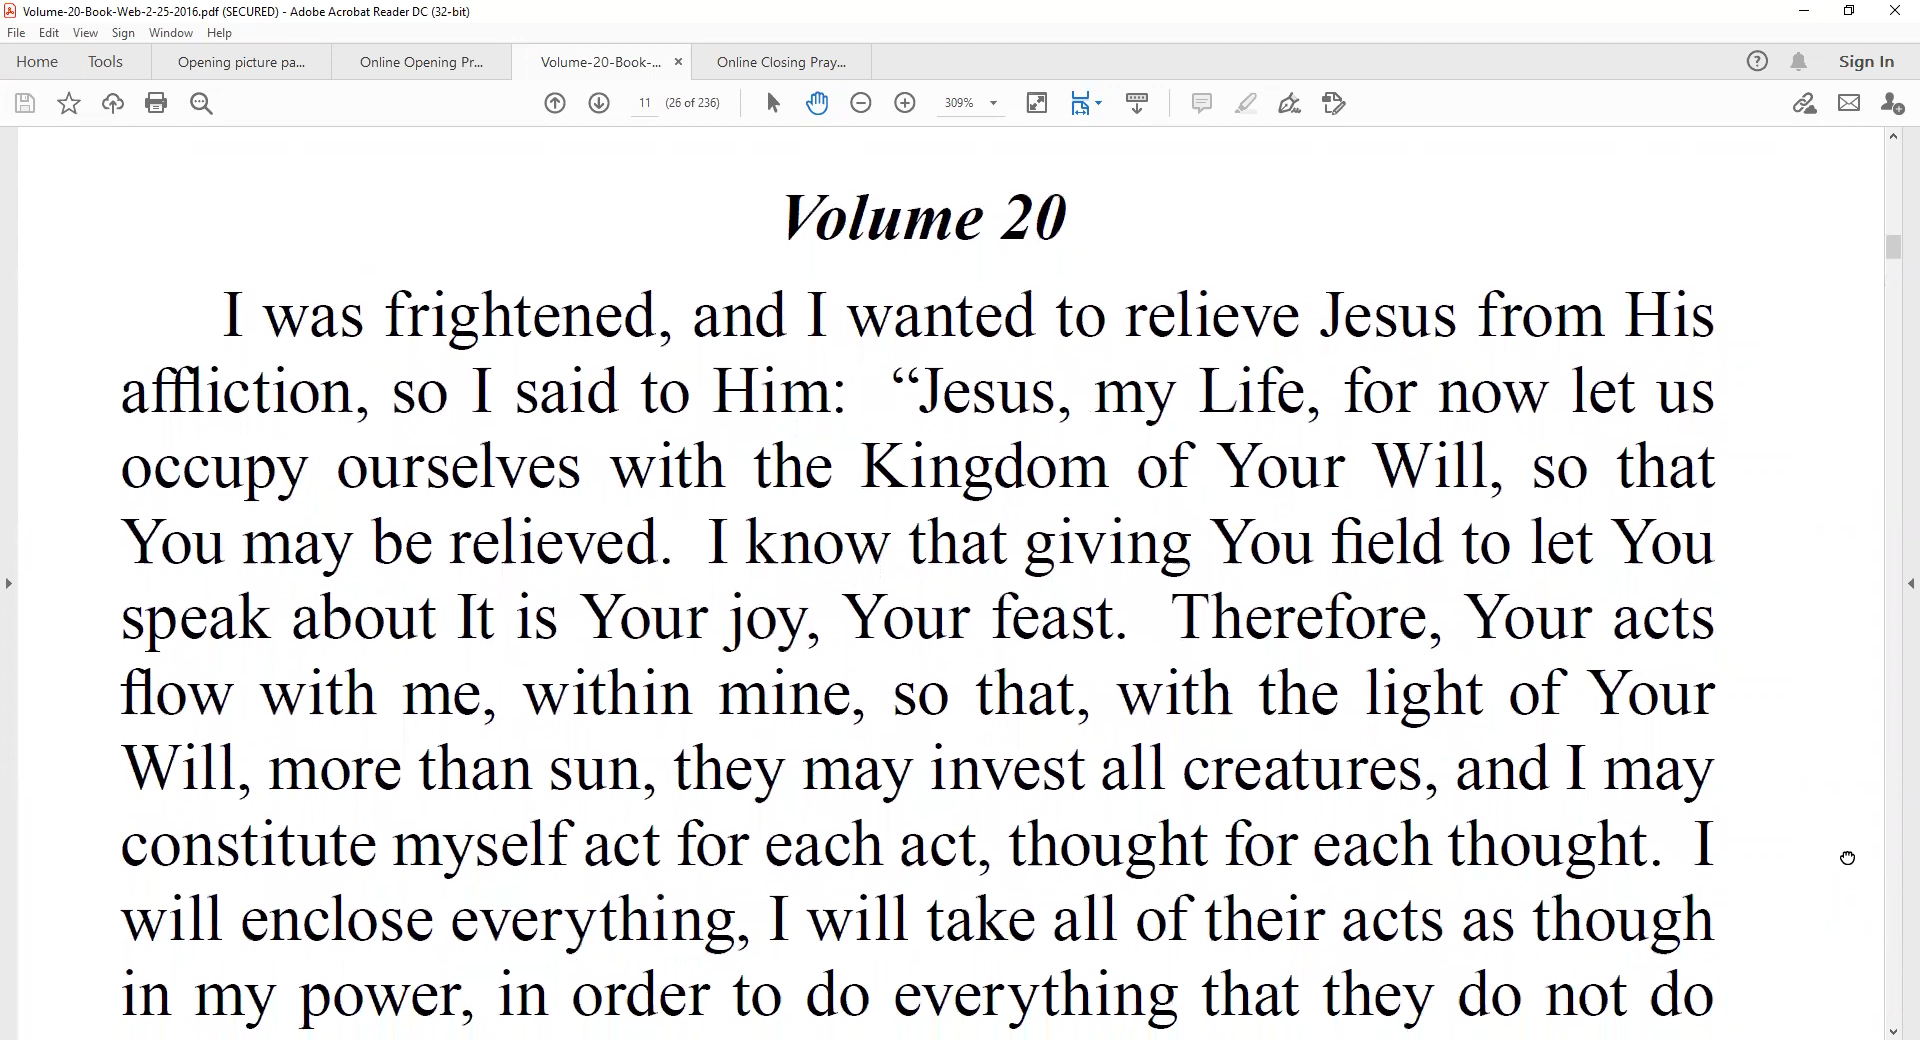 Volume-20-Book-Web-2-25-2016.pdf (SECURED) - Adobe Acrobat Reader DC (32-bit)
File Edit View Sign Window Help
Home Tools Opening picture pa... Online Opening Pr... Volume-20-Book-... × Online Closing Pray... Sign In
11 (26 of 236) 309%
Volume 20
I was frightened, and I wanted to relieve Jesus from His
affliction, so I said to Him: “Jesus, my Life, for now let us
occupy ourselves with the Kingdom of Your Will, so that
You may be relieved. I know that giving You field to let You
speak about It is Your joy, Your feast. Therefore, Your acts
flow with me, within mine, so that, with the light of Your
Will, more than sun, they may invest all creatures, and I may
constitute myself act for each act, thought for each thought. I
will enclose everything, I will take all of their acts as though
in my power, in order to do everything that they do not do